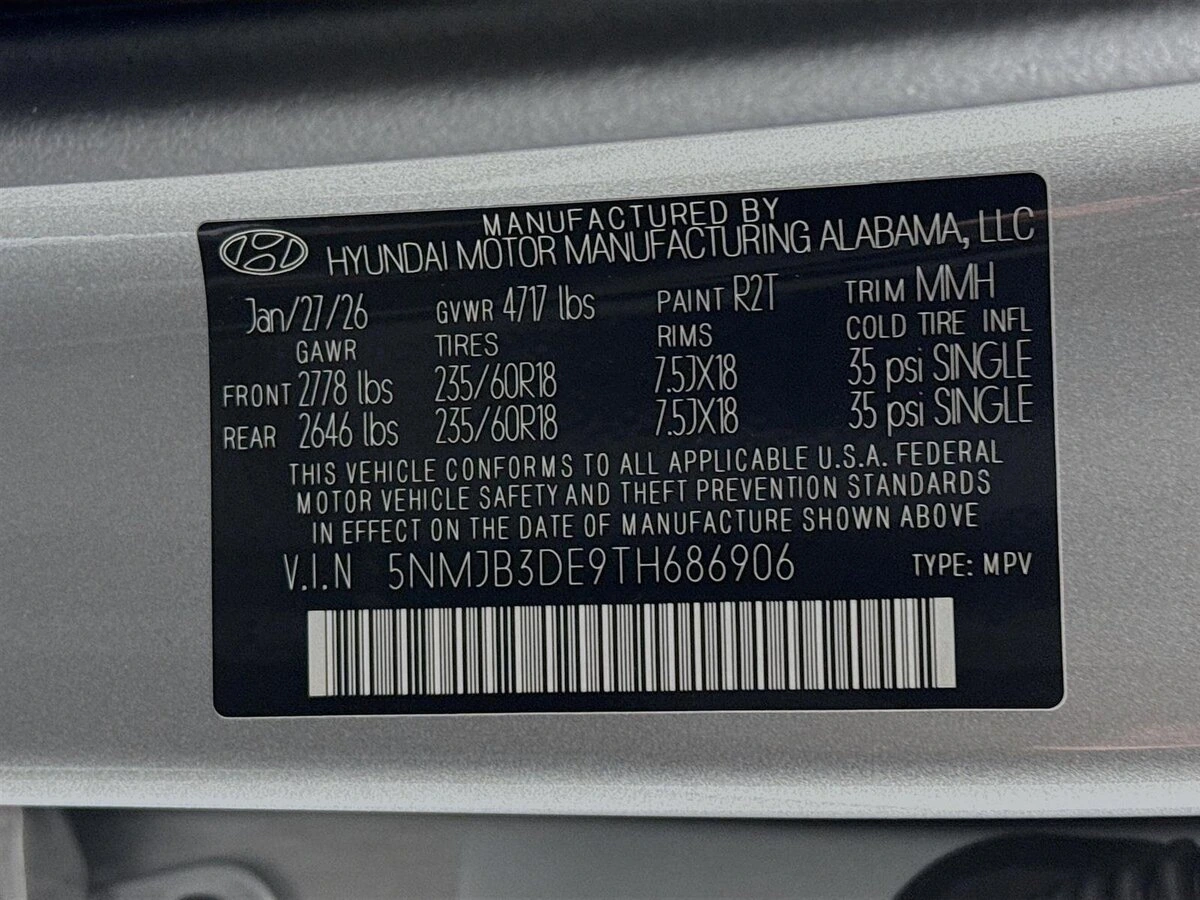 MANUFACTURED BY
HYUNDAI MOTOR MANUFACTURING ALABAMA, LLC
Jan/27/26 GVWR 4717 lbs PAINT R2T TRIM MMH
GAWR TIRES RIMS COLD TIRE INFL
FRONT 2778 lbs 235/60R18 7.5JX18 35 psi SINGLE
REAR 2646 lbs 235/60R18 7.5JX18 35 psi SINGLE
THIS VEHICLE CONFORMS TO ALL APPLICABLE U.S.A. FEDERAL
MOTOR VEHICLE SAFETY AND THEFT PREVENTION STANDARDS
IN EFFECT ON THE DATE OF MANUFACTURE SHOWN ABOVE
V.I.N 5NMJB3DE9TH686906 TYPE: MPV